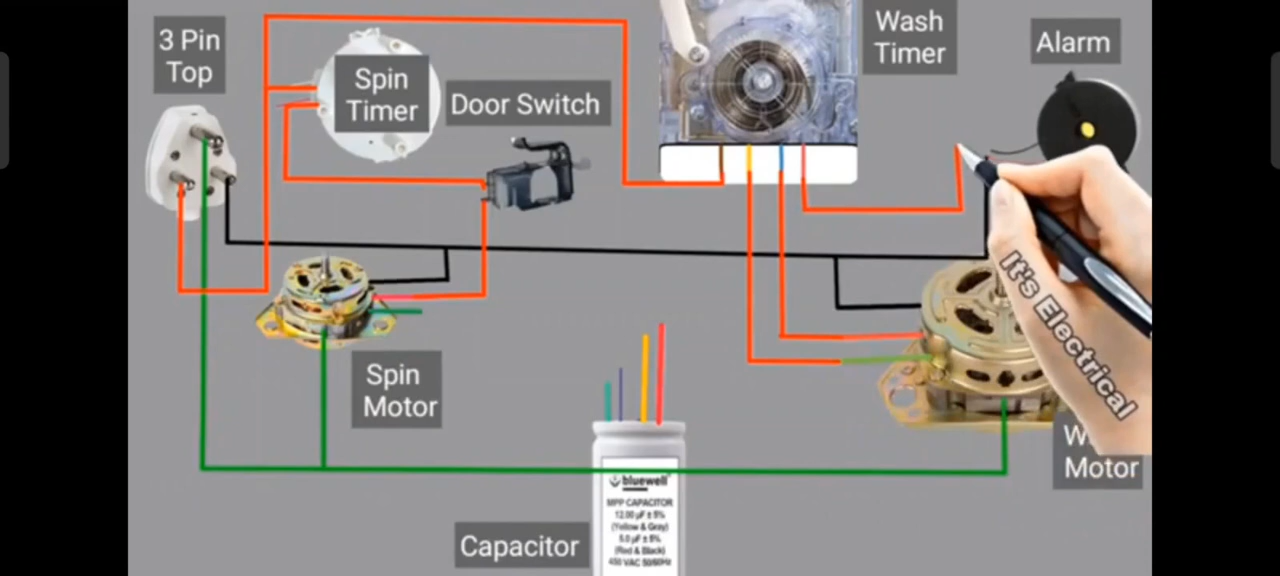 3 Pin
Top
Spin
Timer
Door Switch
Wash
Timer
Alarm
Spin
Motor
It's Electrical
Motor
Capacitor
bluewell
MPP CAPACITOR
12.00 µF ± 5%
(Yellow & Gray)
5.0 µF ± 5%
(Red & Black)
450 VAC 50/60Hz